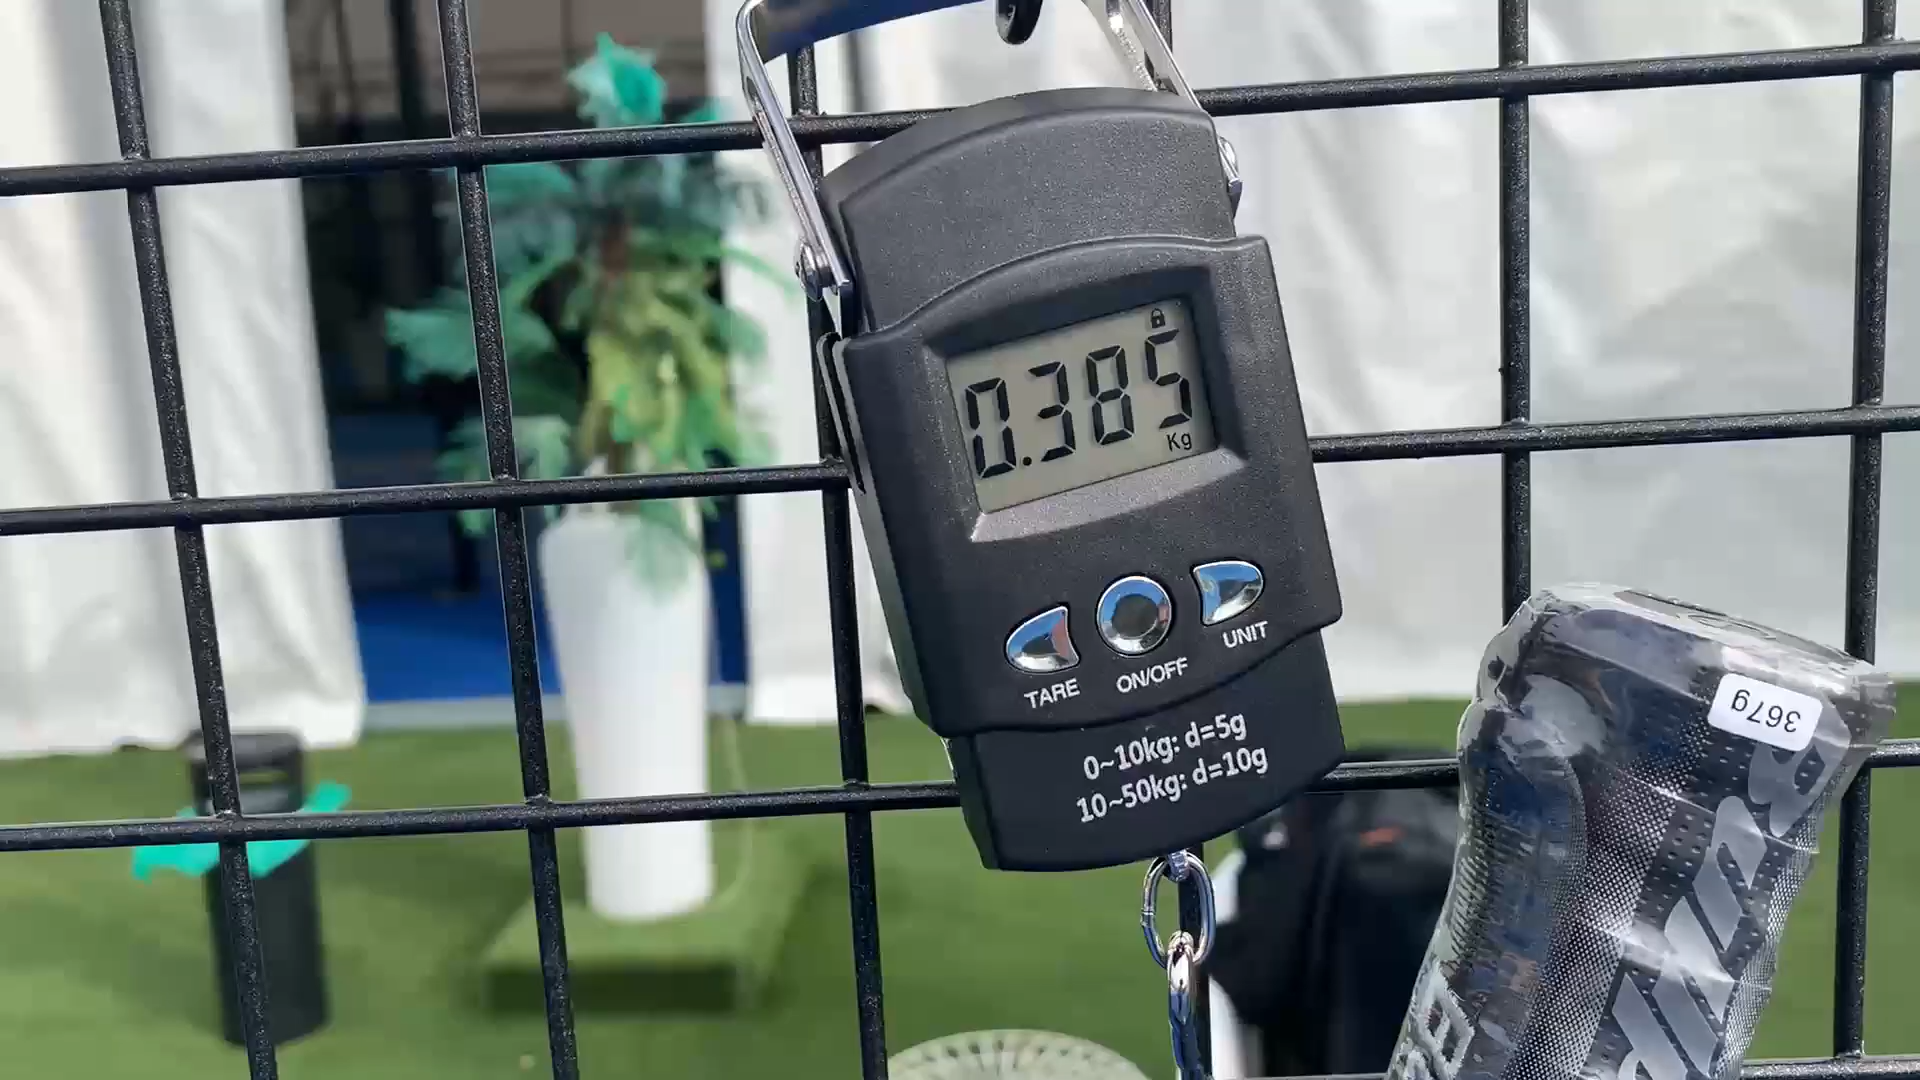 0.385
Kg
TARE
ON/OFF
UNIT
0~10kg: d=5g
10~50kg: d=10g
367g